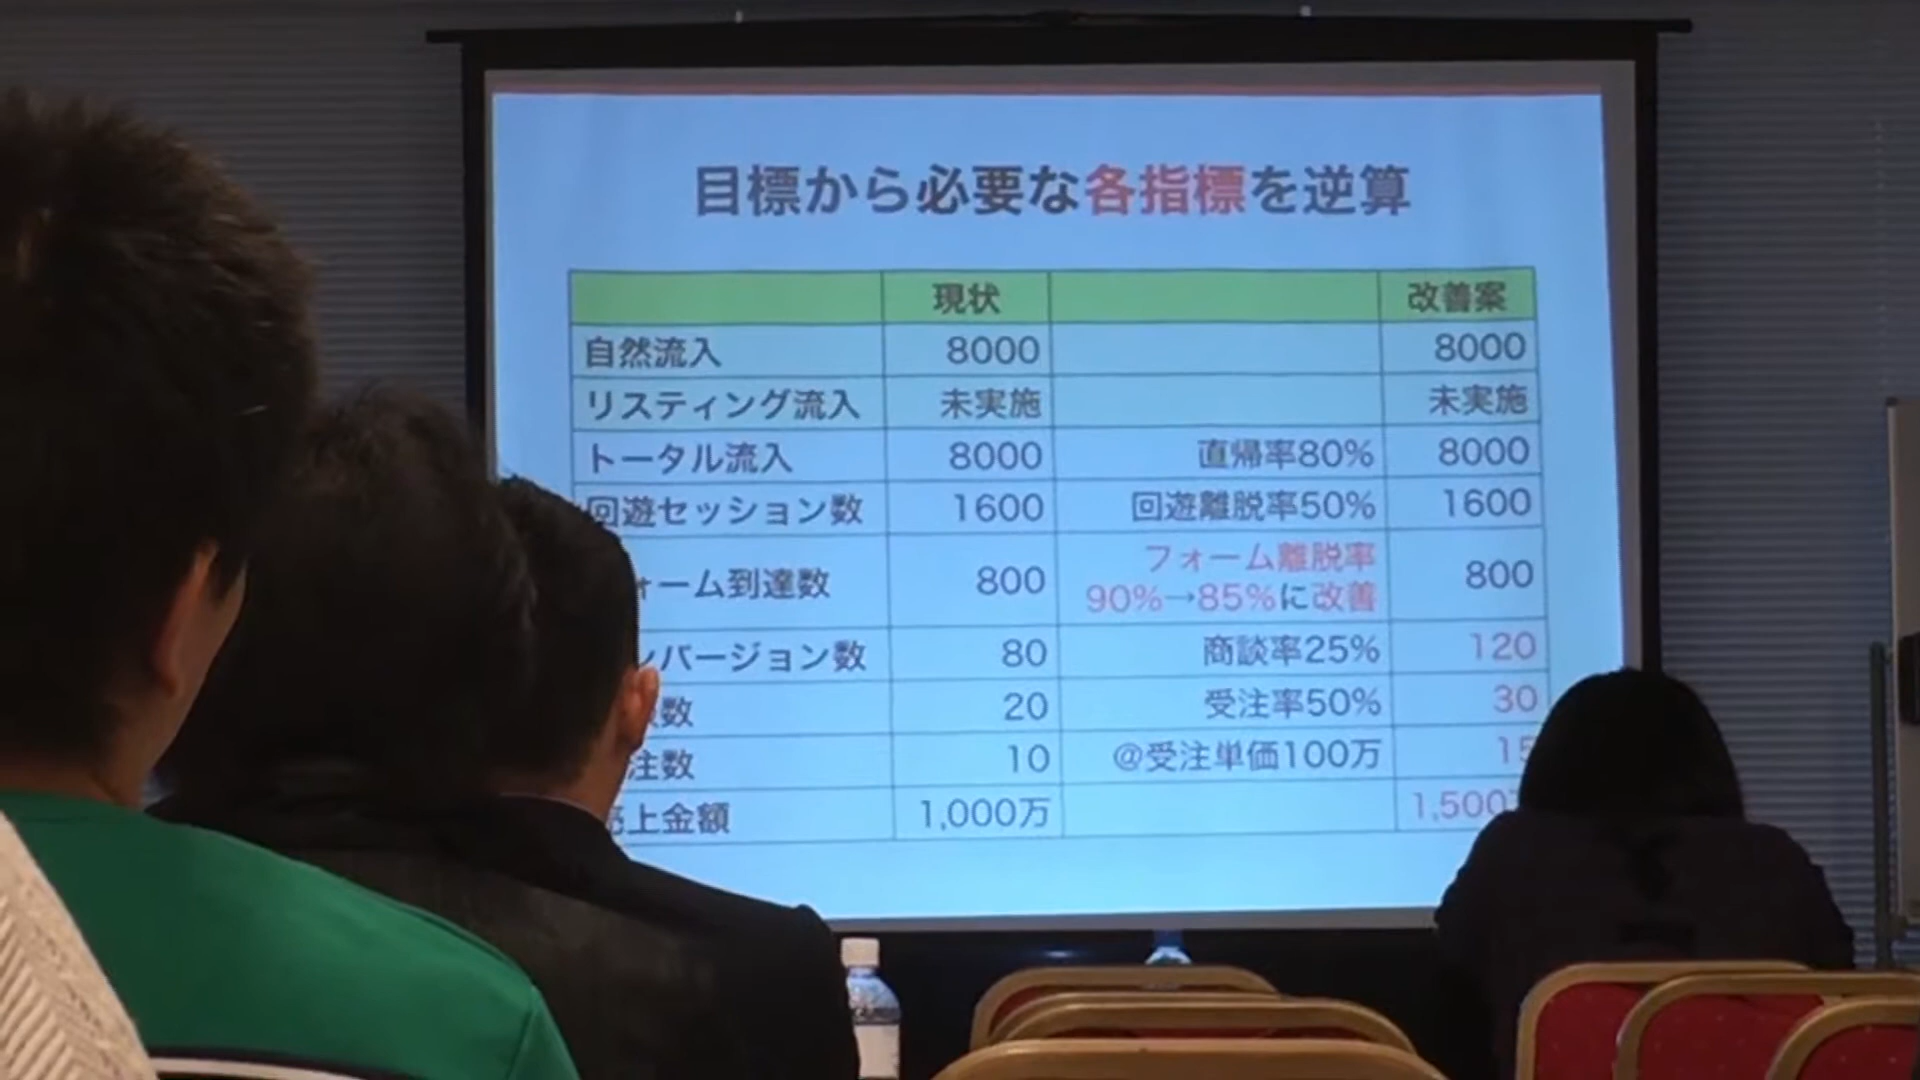 目標から必要な各指標を逆算
現状 改善案
自然流入 8000 8000
リスティング流入 未実施 未実施
トータル流入 8000 直帰率80% 8000
回遊セッション数 1600 回遊離脱率50% 1600
ォーム到達数 800 フォーム離脱率 800
90%→85%に改善
ンバージョン数 80 商談率25% 120
数 20 受注率50% 30
注数 10 @受注単価100万 15
売上金額 1,000万 1,500